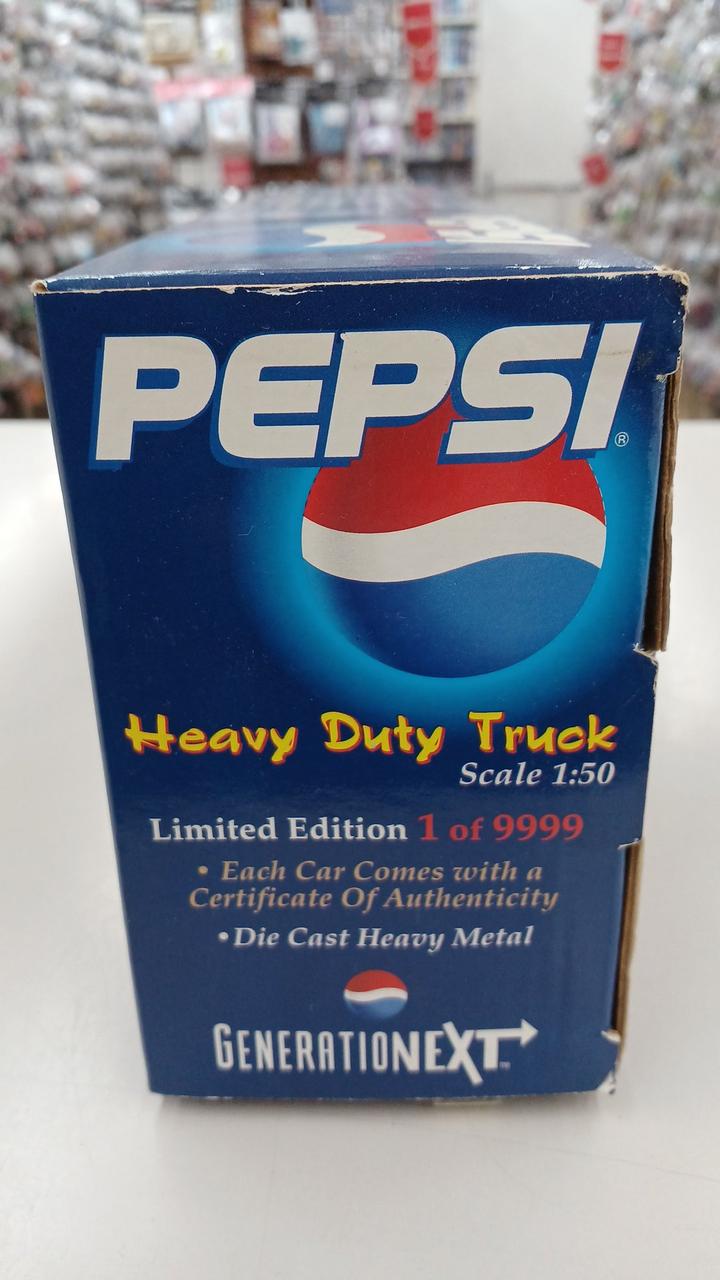 PEPSI®
Heavy Duty Truck
Scale 1:50
Limited Edition 1 of 9999
• Each Car Comes with a
Certificate Of Authenticity
• Die Cast Heavy Metal
GENERATIONEXT™